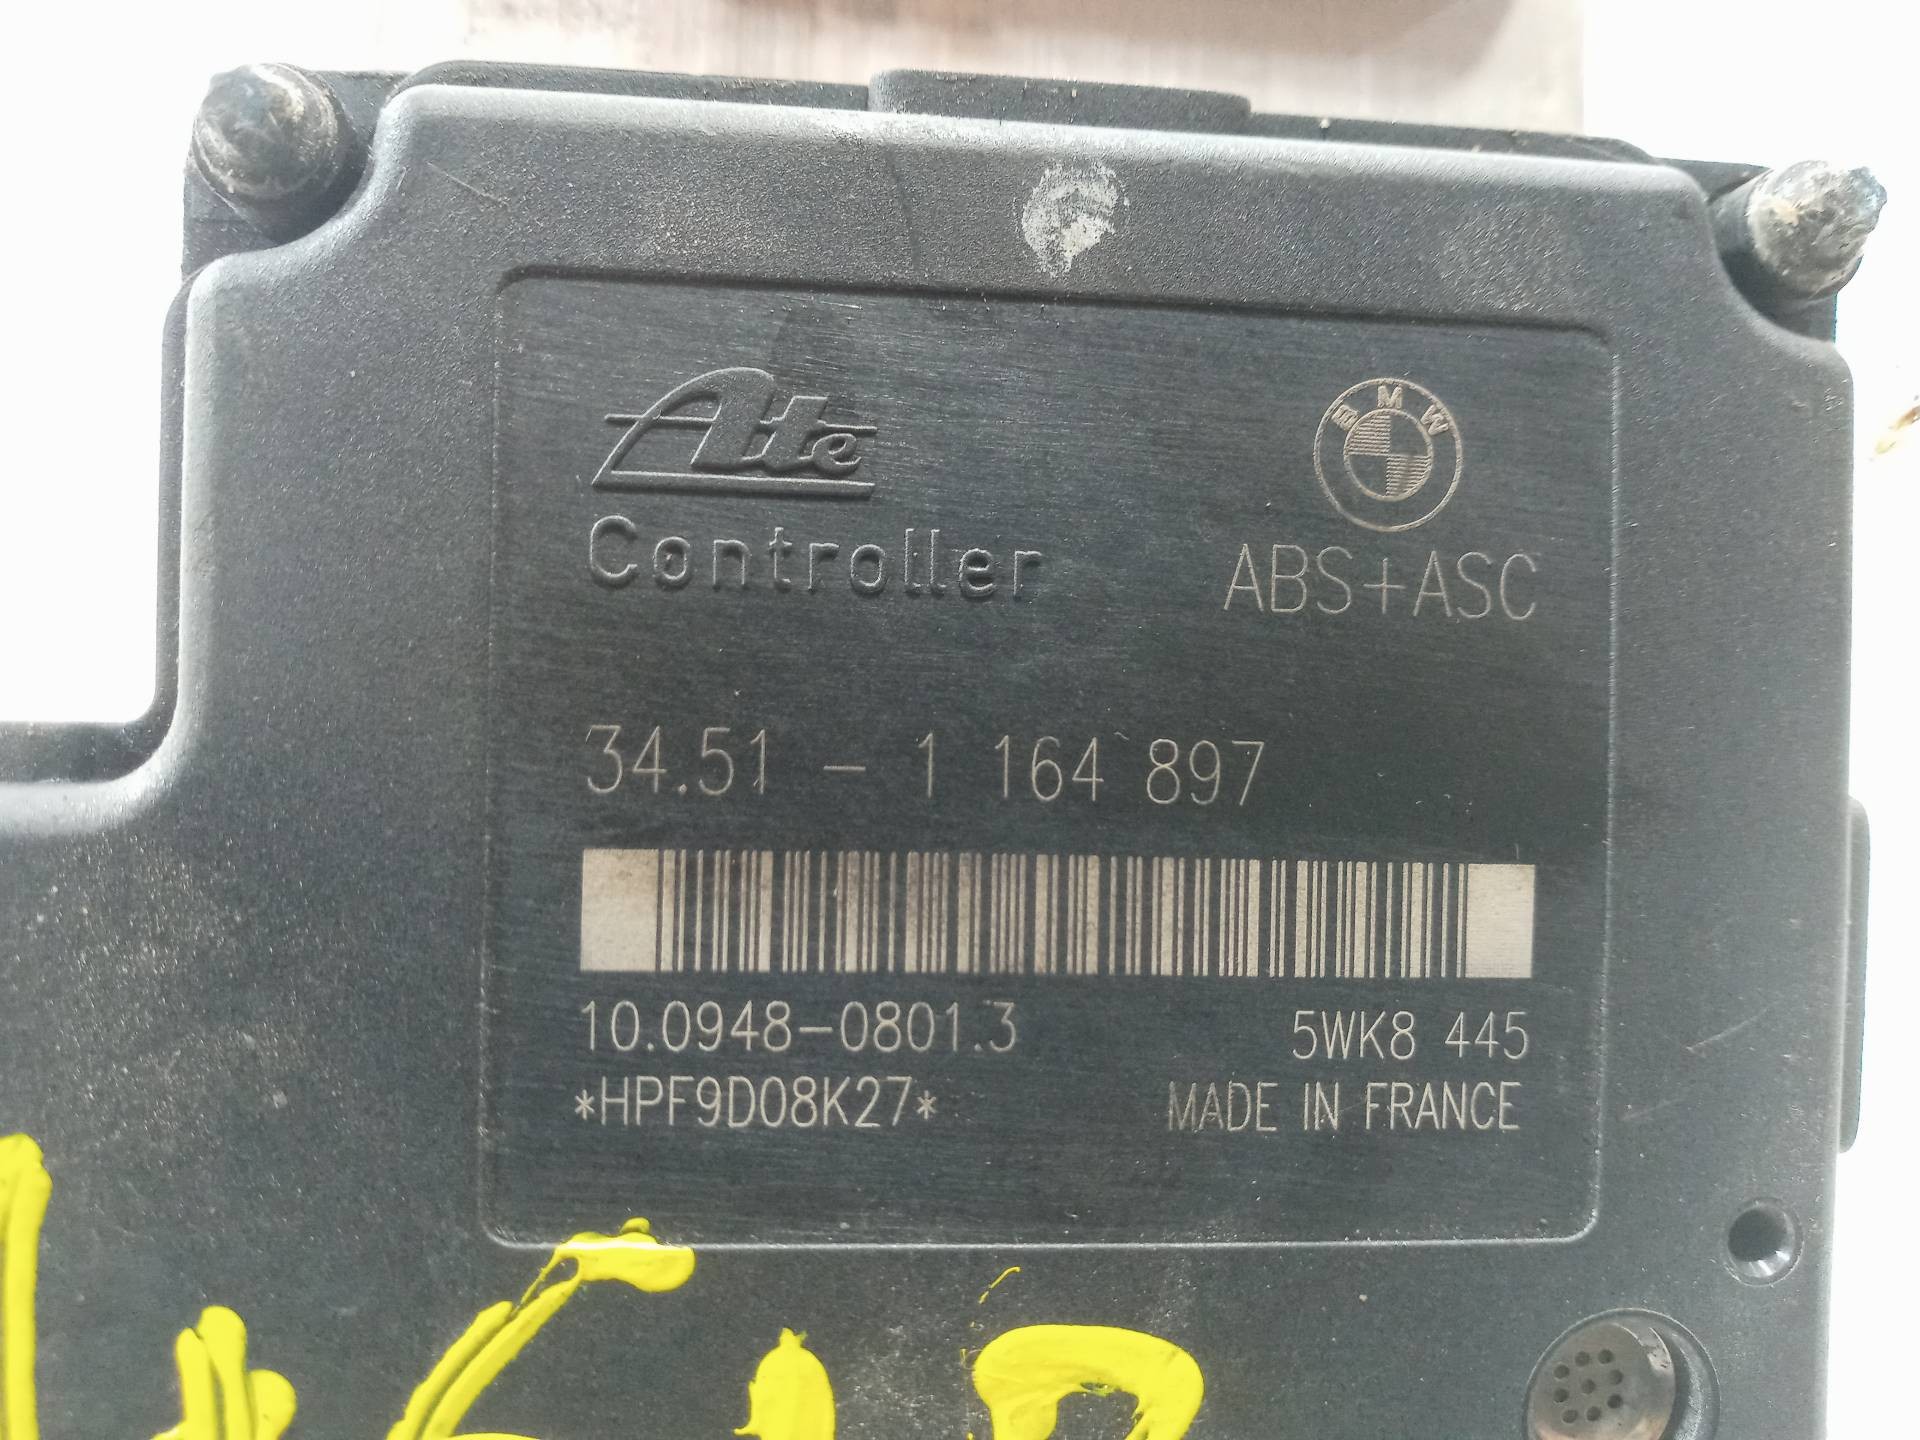 Ate
BMW
Controller
ABS+ASC
34.51 - 1 164 897
10.0948-0801.3
5WK8 445
*HPF9D08K27*
MADE IN FRANCE